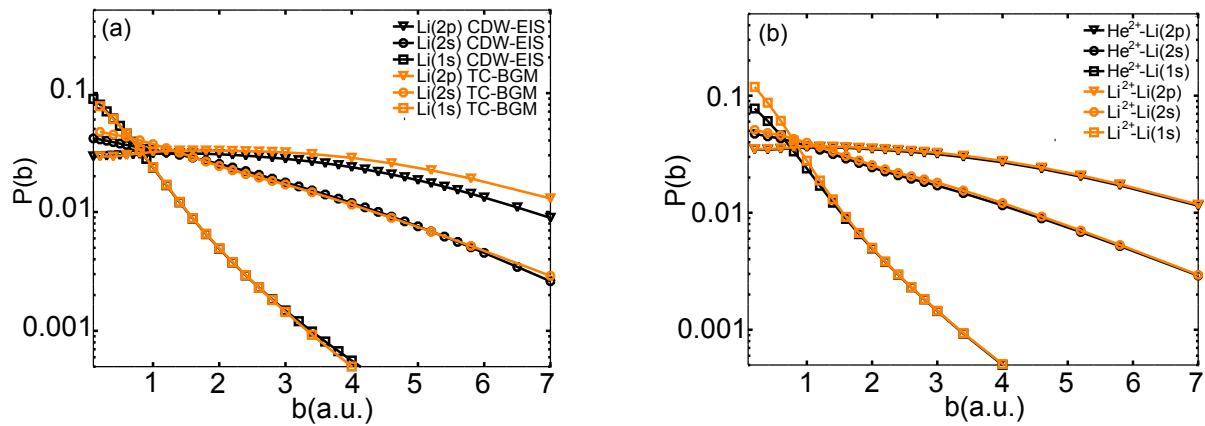 (a)
Li(2p) CDW-EIS
Li(2s) CDW-EIS
Li(1s) CDW-EIS
Li(2p) TC-BGM
Li(2s) TC-BGM
Li(1s) TC-BGM
0.1
0.01
0.001
P(b)
1 2 3 4 5 6 7
b(a.u.)
(b)
He²⁺-Li(2p)
He²⁺-Li(2s)
He²⁺-Li(1s)
Li²⁺-Li(2p)
Li²⁺-Li(2s)
Li²⁺-Li(1s)
0.1
0.01
0.001
P(b)
1 2 3 4 5 6 7
b(a.u.)